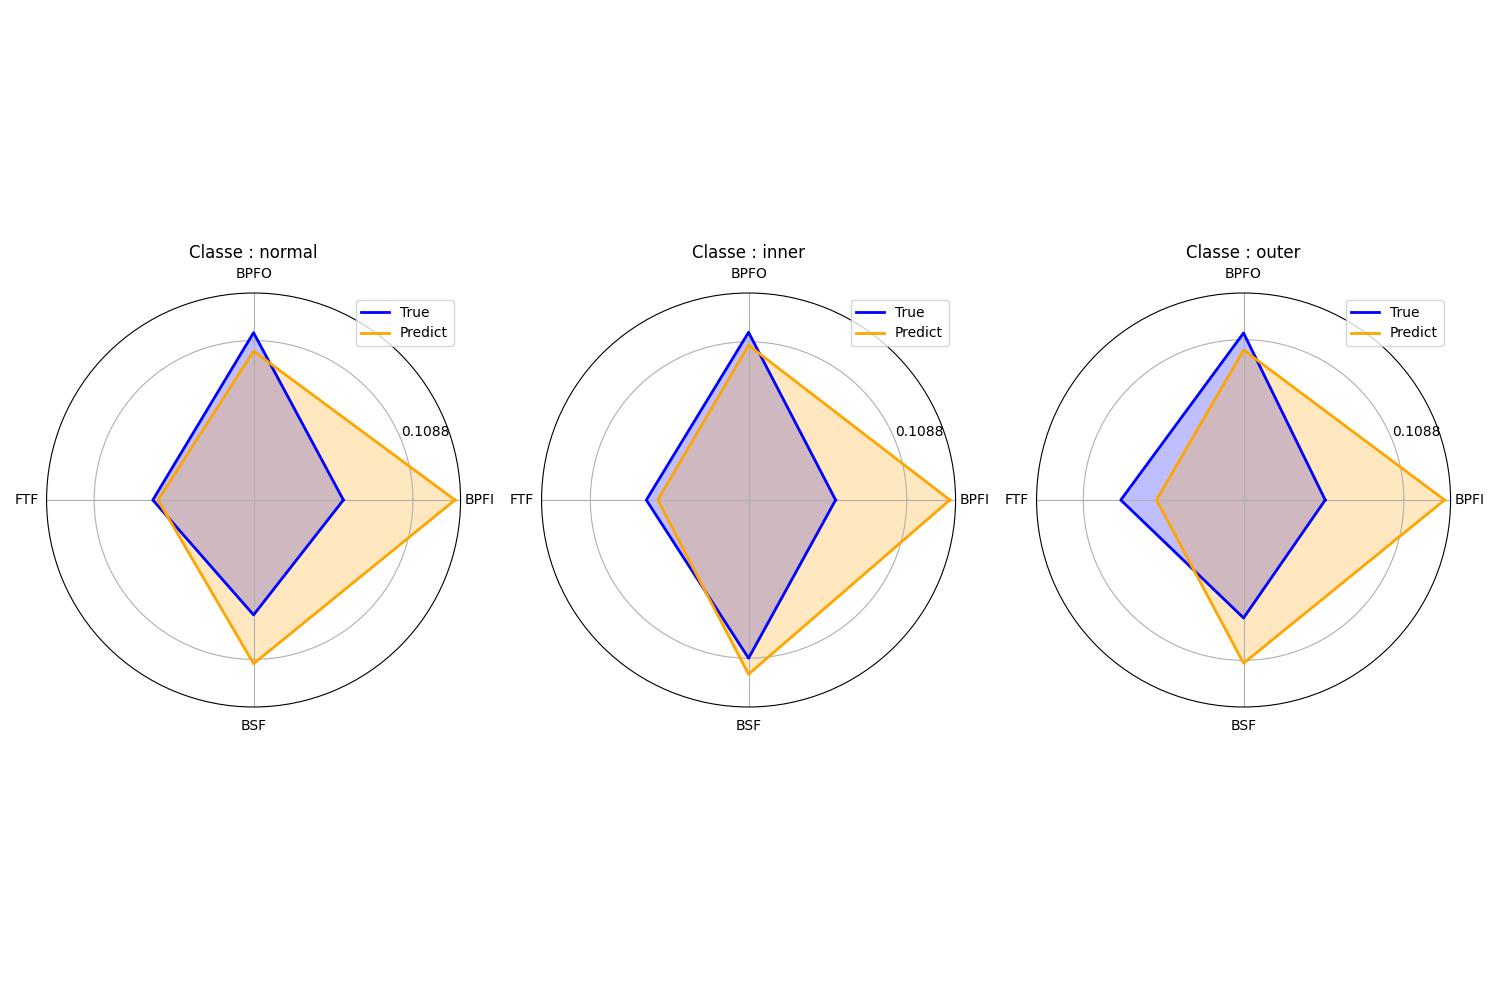 Classe : normal
BPFO
True
Predict
0.1088
FTF
BPFI
BSF
Classe : inner
BPFO
True
Predict
0.1088
FTF
BPFI
BSF
Classe : outer
BPFO
True
Predict
0.1088
FTF
BPFI
BSF